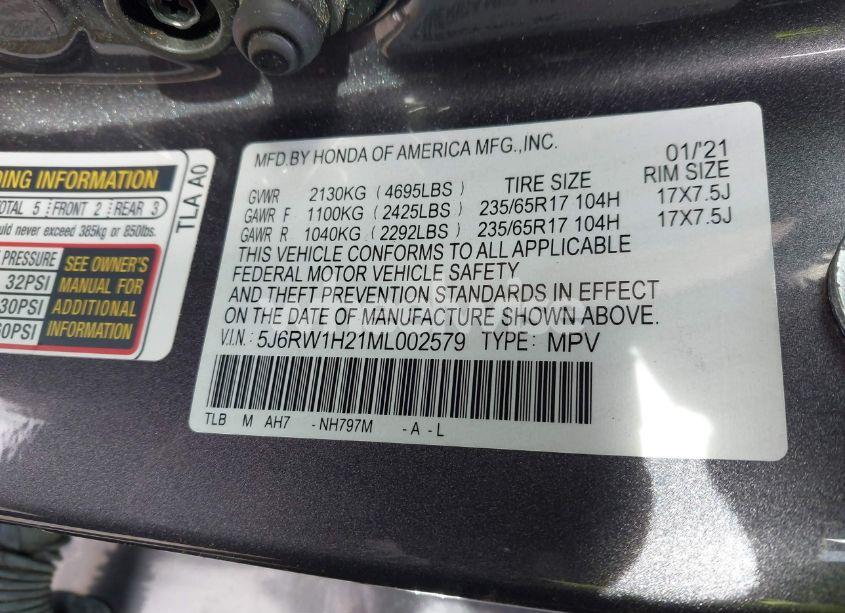 DING INFORMATION
OTAL 5 FRONT 2 REAR 3
ould never exceed 385kg or 850lbs.
PRESSURE SEE OWNER'S
32PSI MANUAL FOR
30PSI ADDITIONAL
60PSI INFORMATION
TLA A0
MFD.BY HONDA OF AMERICA MFG.,INC. 01/'21
GVWR 2130KG (4695LBS) TIRE SIZE RIM SIZE
GAWR F 1100KG (2425LBS) 235/65R17 104H 17X7.5J
GAWR R 1040KG (2292LBS) 235/65R17 104H 17X7.5J
THIS VEHICLE CONFORMS TO ALL APPLICABLE
FEDERAL MOTOR VEHICLE SAFETY
AND THEFT PREVENTION STANDARDS IN EFFECT
ON THE DATE OF MANUFACTURE SHOWN ABOVE.
V.I.N.: 5J6RW1H21ML002579 TYPE: MPV
TLB M AH7 -NH797M -A -L